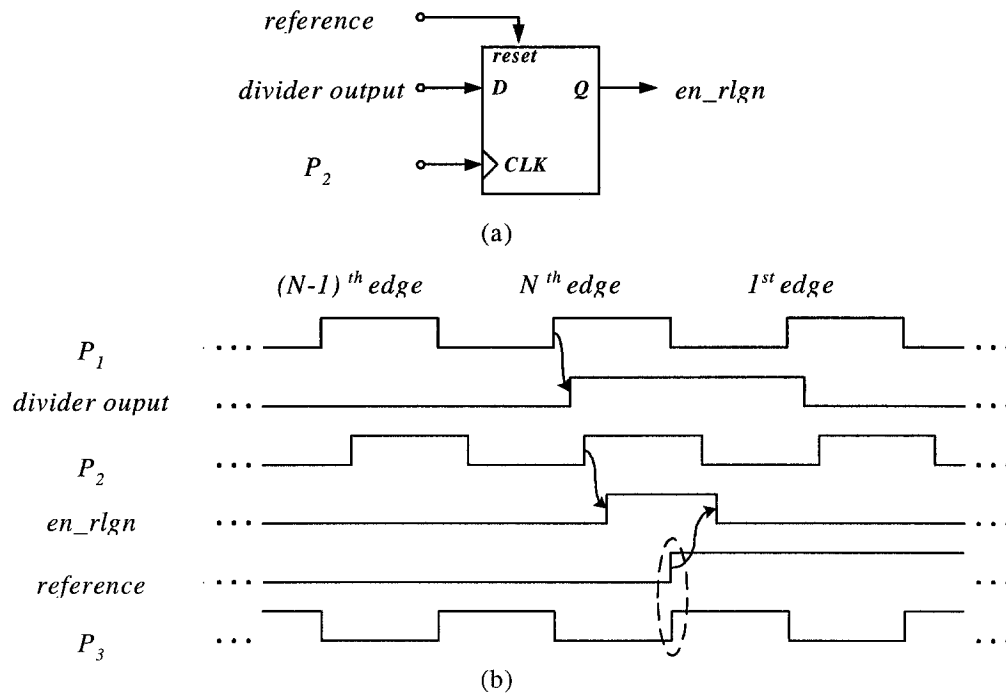 reference
reset
divider output D Q en_rlgn
P2 CLK
(a)
(N-1)th edge Nth edge 1st edge
P1
divider ouput
P2
en_rlgn
reference
P3
(b)